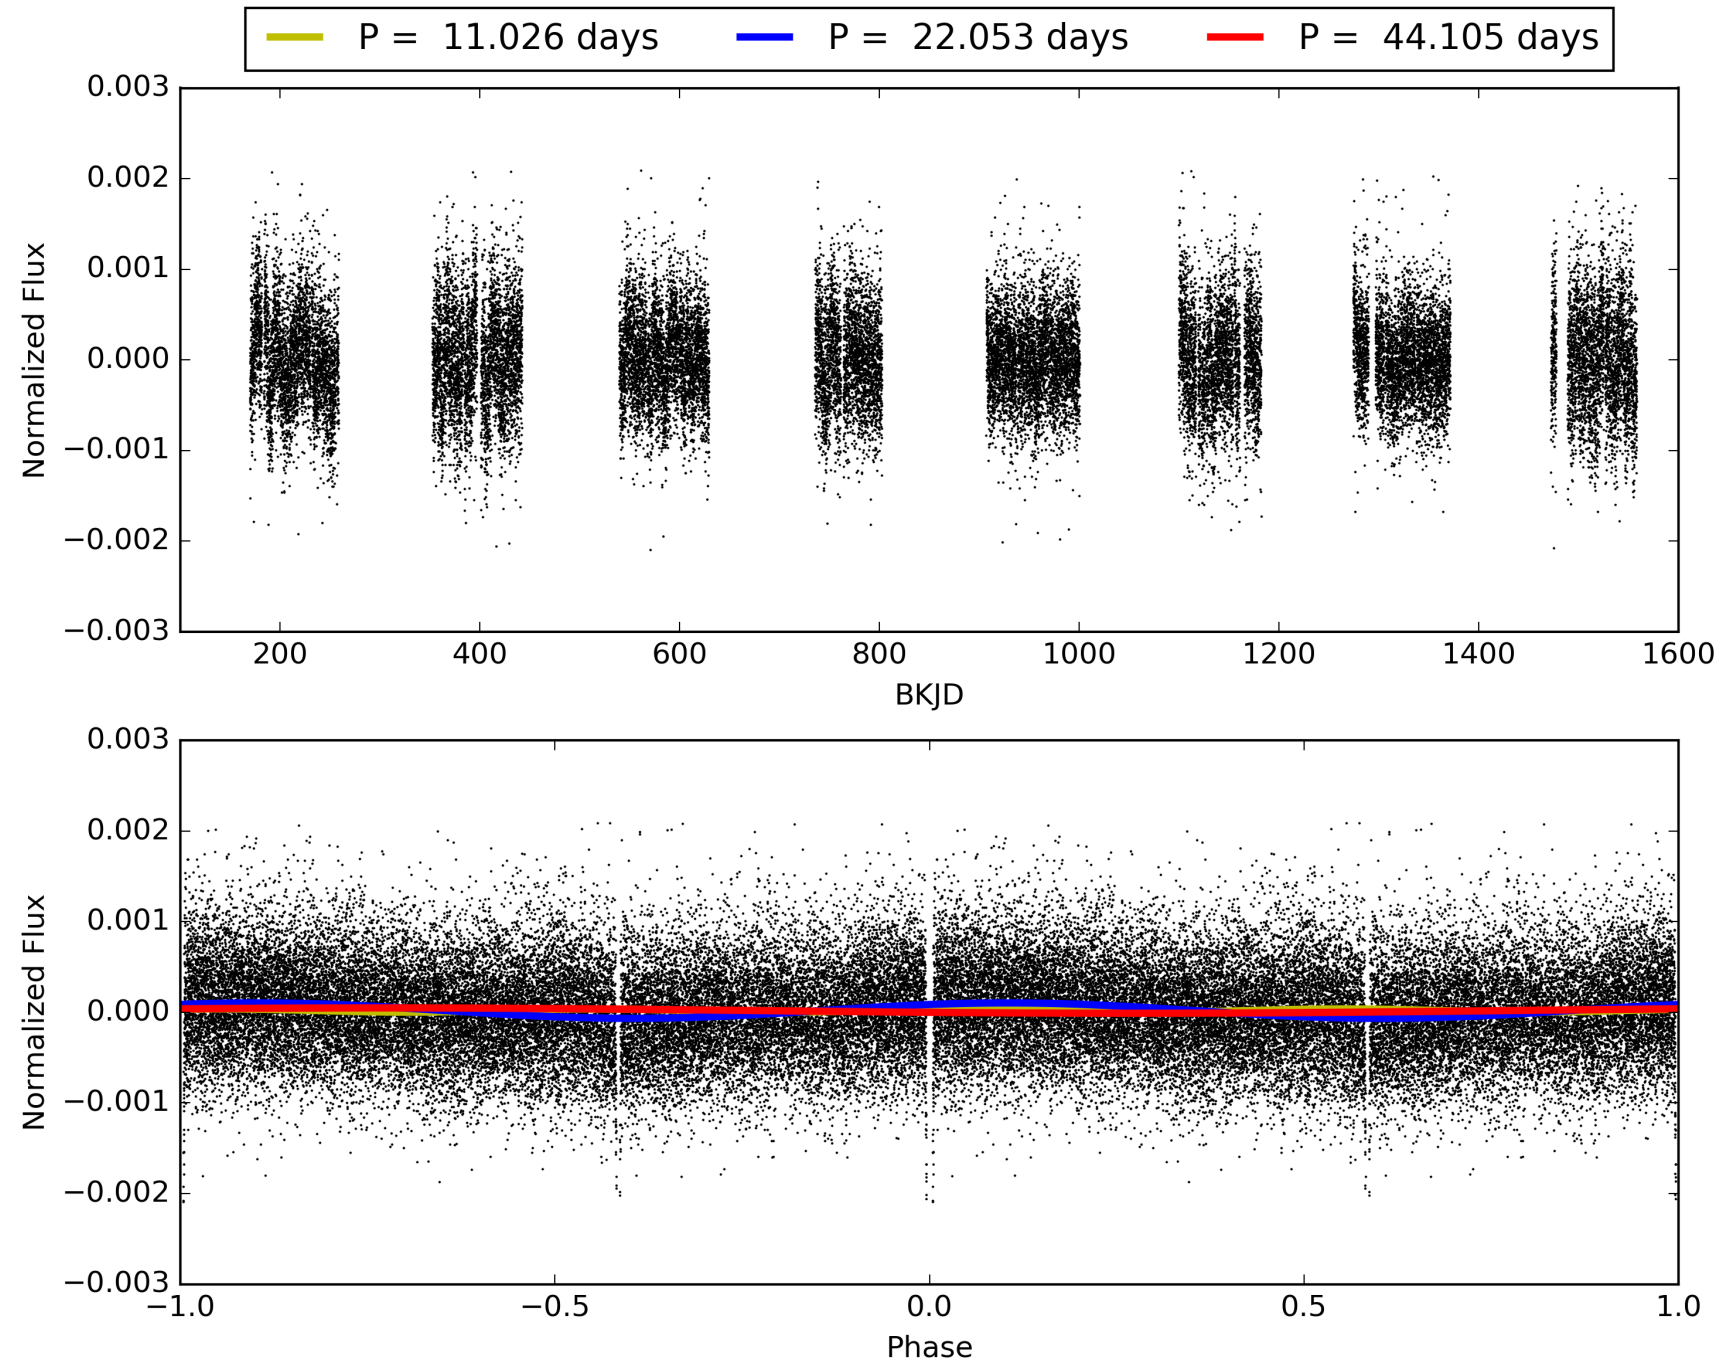 P = 11.026 days P = 22.053 days P = 44.105 days
0.003
0.002
0.001
0.000
−0.001
−0.002
−0.003
Normalized Flux
200 400 600 800 1000 1200 1400 1600
BKJD
0.003
0.002
0.001
0.000
−0.001
−0.002
−0.003
Normalized Flux
−1.0 −0.5 0.0 0.5 1.0
Phase